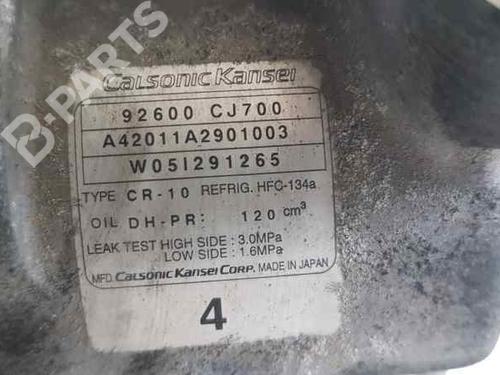 Calsonic Kansei
92600 CJ700
A42011A2901003
W05I291265
TYPE CR-10 REFRIG. HFC-134a
OIL DH-PR: 120 cm³
LEAK TEST HIGH SIDE : 3.0MPa
LOW SIDE : 1.6MPa
MFD. CALSONIC KANSEI CORP. MADE IN JAPAN
4
B-PARTS